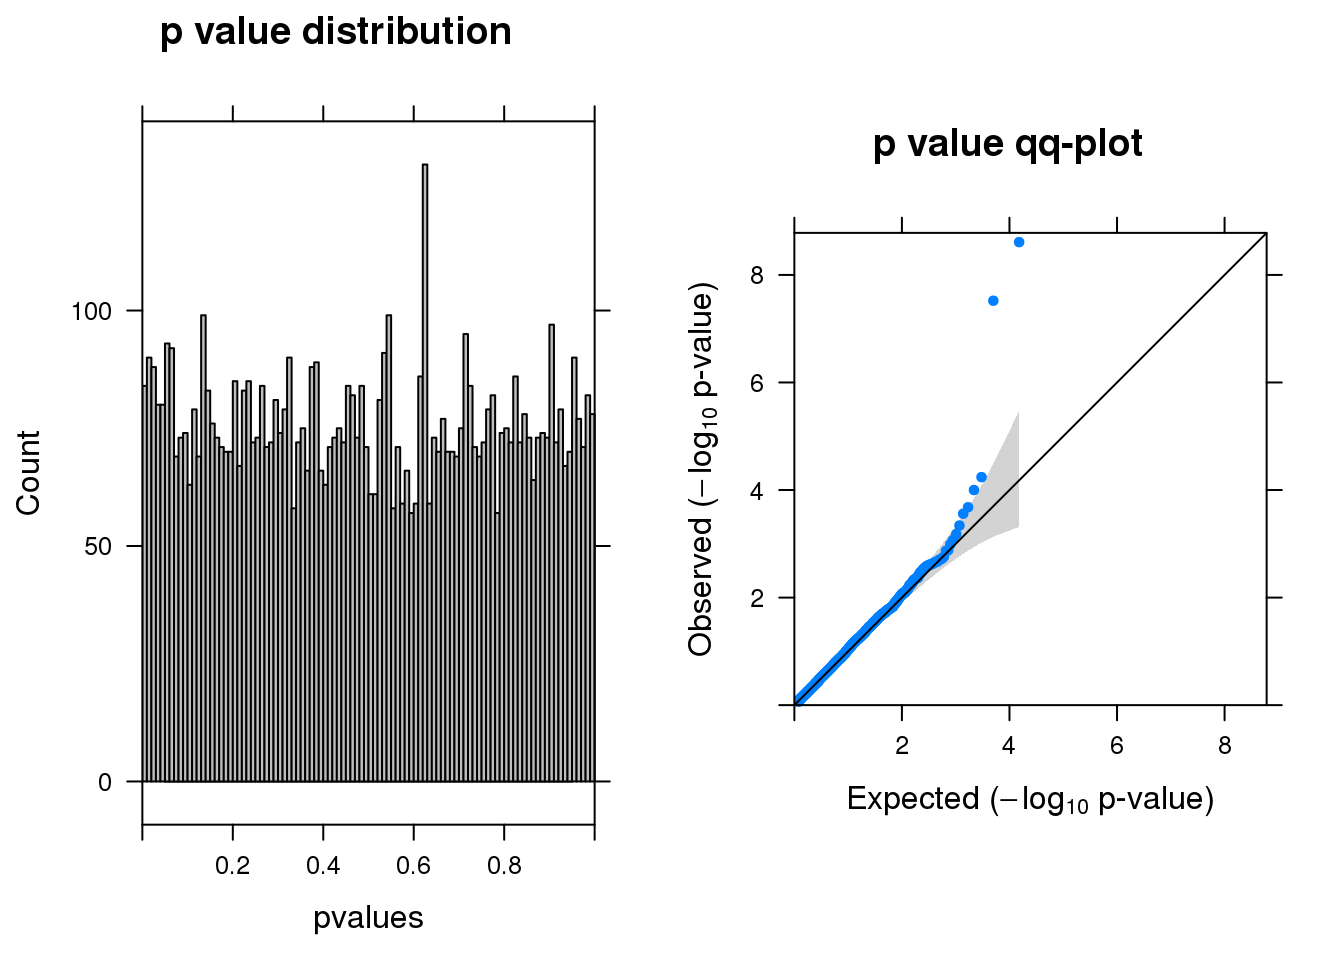 p value distribution
Count
100
50
0
0.2 0.4 0.6 0.8
pvalues
p value qq-plot
Observed (−log10 p-value)
8
6
4
2
2 4 6 8
Expected (−log10 p-value)